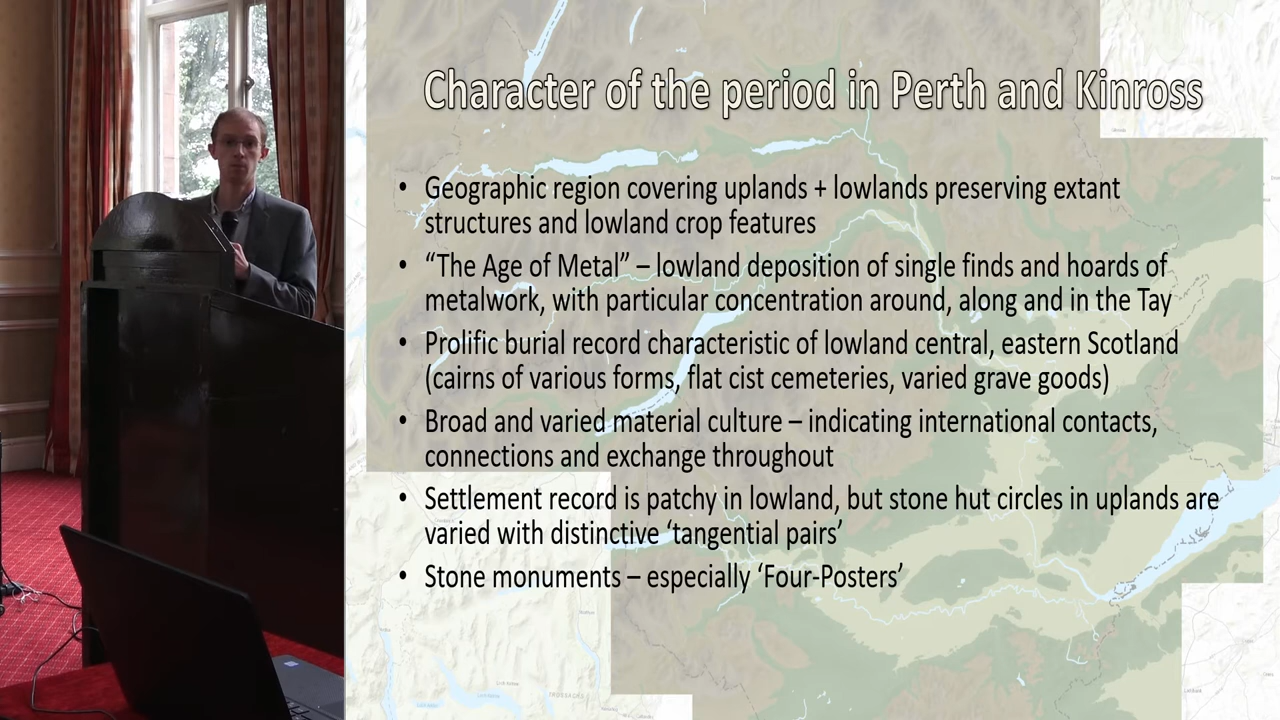 Character of the period in Perth and Kinross
• Geographic region covering uplands + lowlands preserving extant
structures and lowland crop features
• “The Age of Metal” – lowland deposition of single finds and hoards of
metalwork, with particular concentration around, along and in the Tay
• Prolific burial record characteristic of lowland central, eastern Scotland
(cairns of various forms, flat cist cemeteries, varied grave goods)
• Broad and varied material culture – indicating international contacts,
connections and exchange throughout
• Settlement record is patchy in lowland, but stone hut circles in uplands are
varied with distinctive ‘tangential pairs’
• Stone monuments – especially ‘Four-Posters’